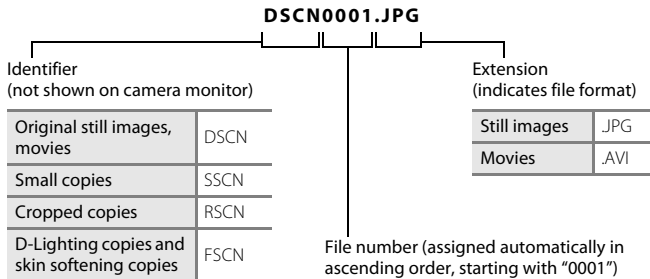 DSCN0001.JPG
Identifier
(not shown on camera monitor)
Original still images,
movies
DSCN
Small copies
SSCN
Cropped copies
RSCN
D-Lighting copies and
skin softening copies
FSCN
Extension
(indicates file format)
Still images
.JPG
Movies
.AVI
File number (assigned automatically in
ascending order, starting with “0001”)